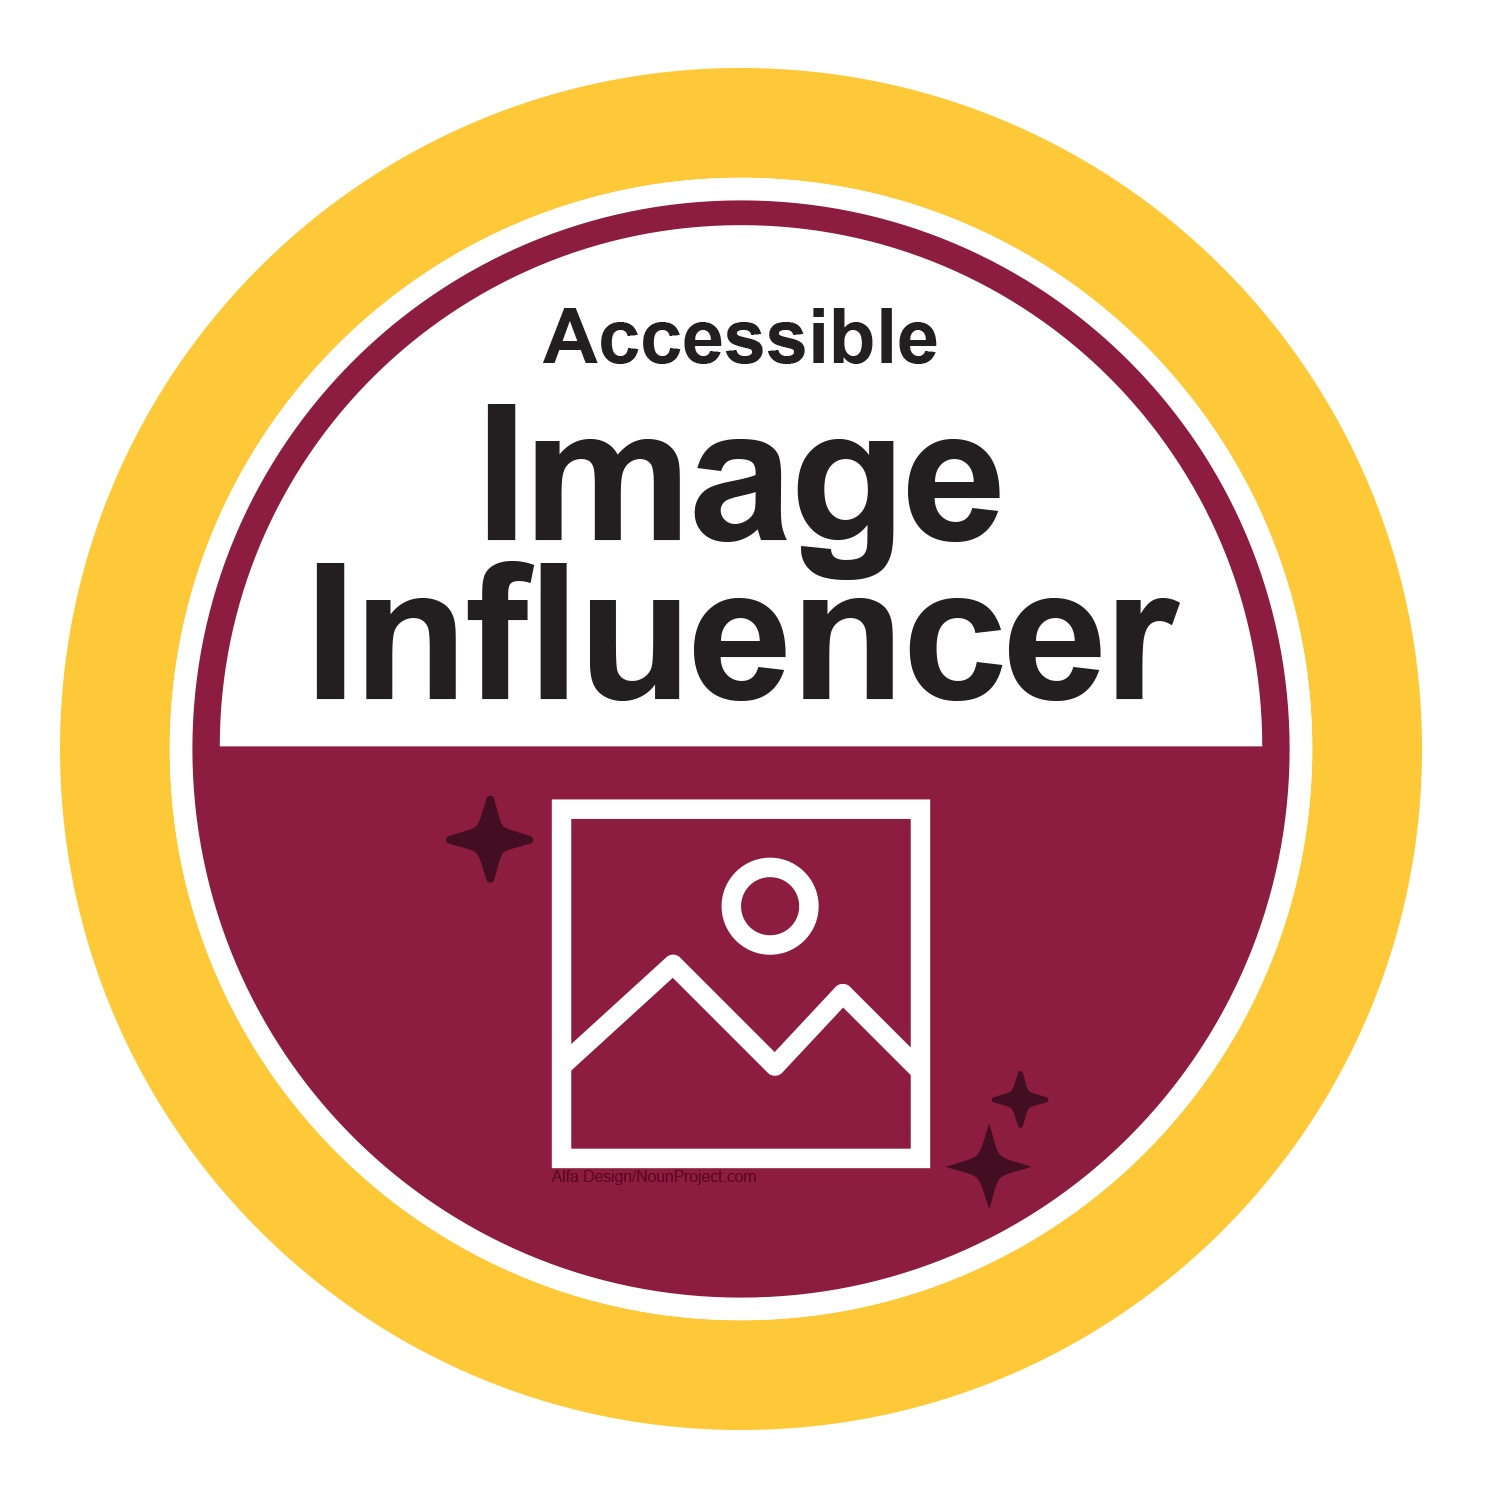 Accessible
Image
Influencer
Alfa Design/NounProject.com